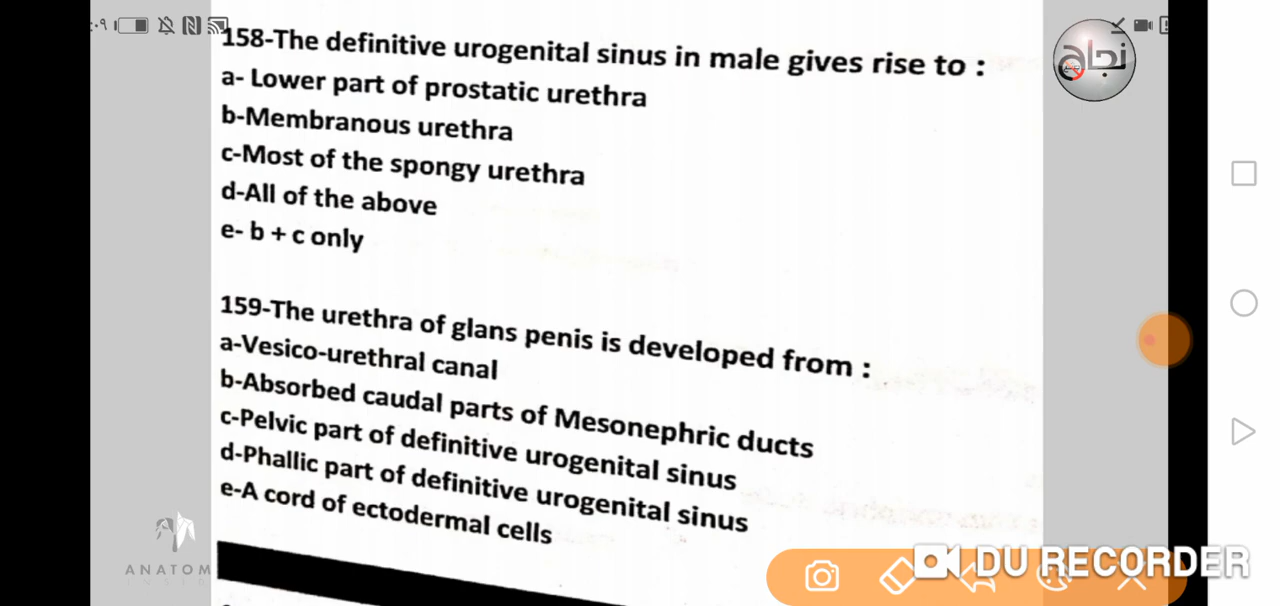 ٠٩
158-The definitive urogenital sinus in male gives rise to :
a- Lower part of prostatic urethra
b-Membranous urethra
c-Most of the spongy urethra
d-All of the above
e- b + c only
159-The urethra of glans penis is developed from :
a-Vesico-urethral canal
b-Absorbed caudal parts of Mesonephric ducts
c-Pelvic part of definitive urogenital sinus
d-Phallic part of definitive urogenital sinus
e-A cord of ectodermal cells
نجاح
ANATOM
DU RECORDER